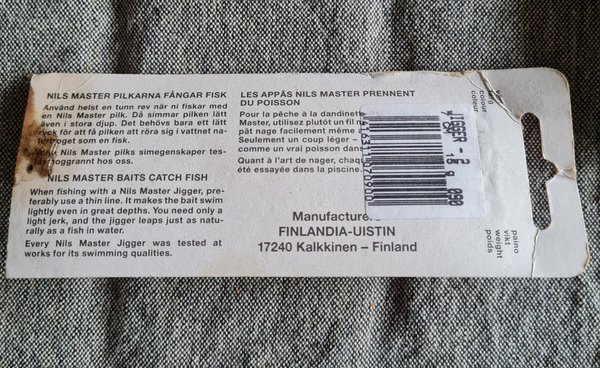 NILS MASTER PILKARNA FÅNGAR FISK
Använd helst en tunn rev när ni fiskar med
en Nils Master pilk. Då simmar pilken lätt
även i stora djup. Det behövs bara ett lätt
ryck för att få pilken att röra sig i vattnet na-
got som en fisk.
Nils Master pilks simegenskaper tes-
noggrannt hos oss.
NILS MASTER BAITS CATCH FISH
When fishing with a Nils Master Jigger, pre-
ferably use a thin line. It makes the bait swim
lightly even in great depths. You need only a
light jerk, and the jigger leaps just as natu-
rally as a fish in water.
Every Nils Master Jigger was tested at
works for its swimming qualities.
LES APPÂS NILS MASTER PRENNENT
DU POISSON
Pour la pêche à la dandinette
Master, utilisez plutôt un fil
pât nage facilement même
Seulement un coup léger –
comme un vrai poisson dans
Quant à l'art de nager,
été essayée dans la piscine.
Manufacturer
FINLANDIA-UISTIN
17240 Kalkkinen – Finland
JIGGER - 2
colour
couleur
paino
vikt
weight
poids